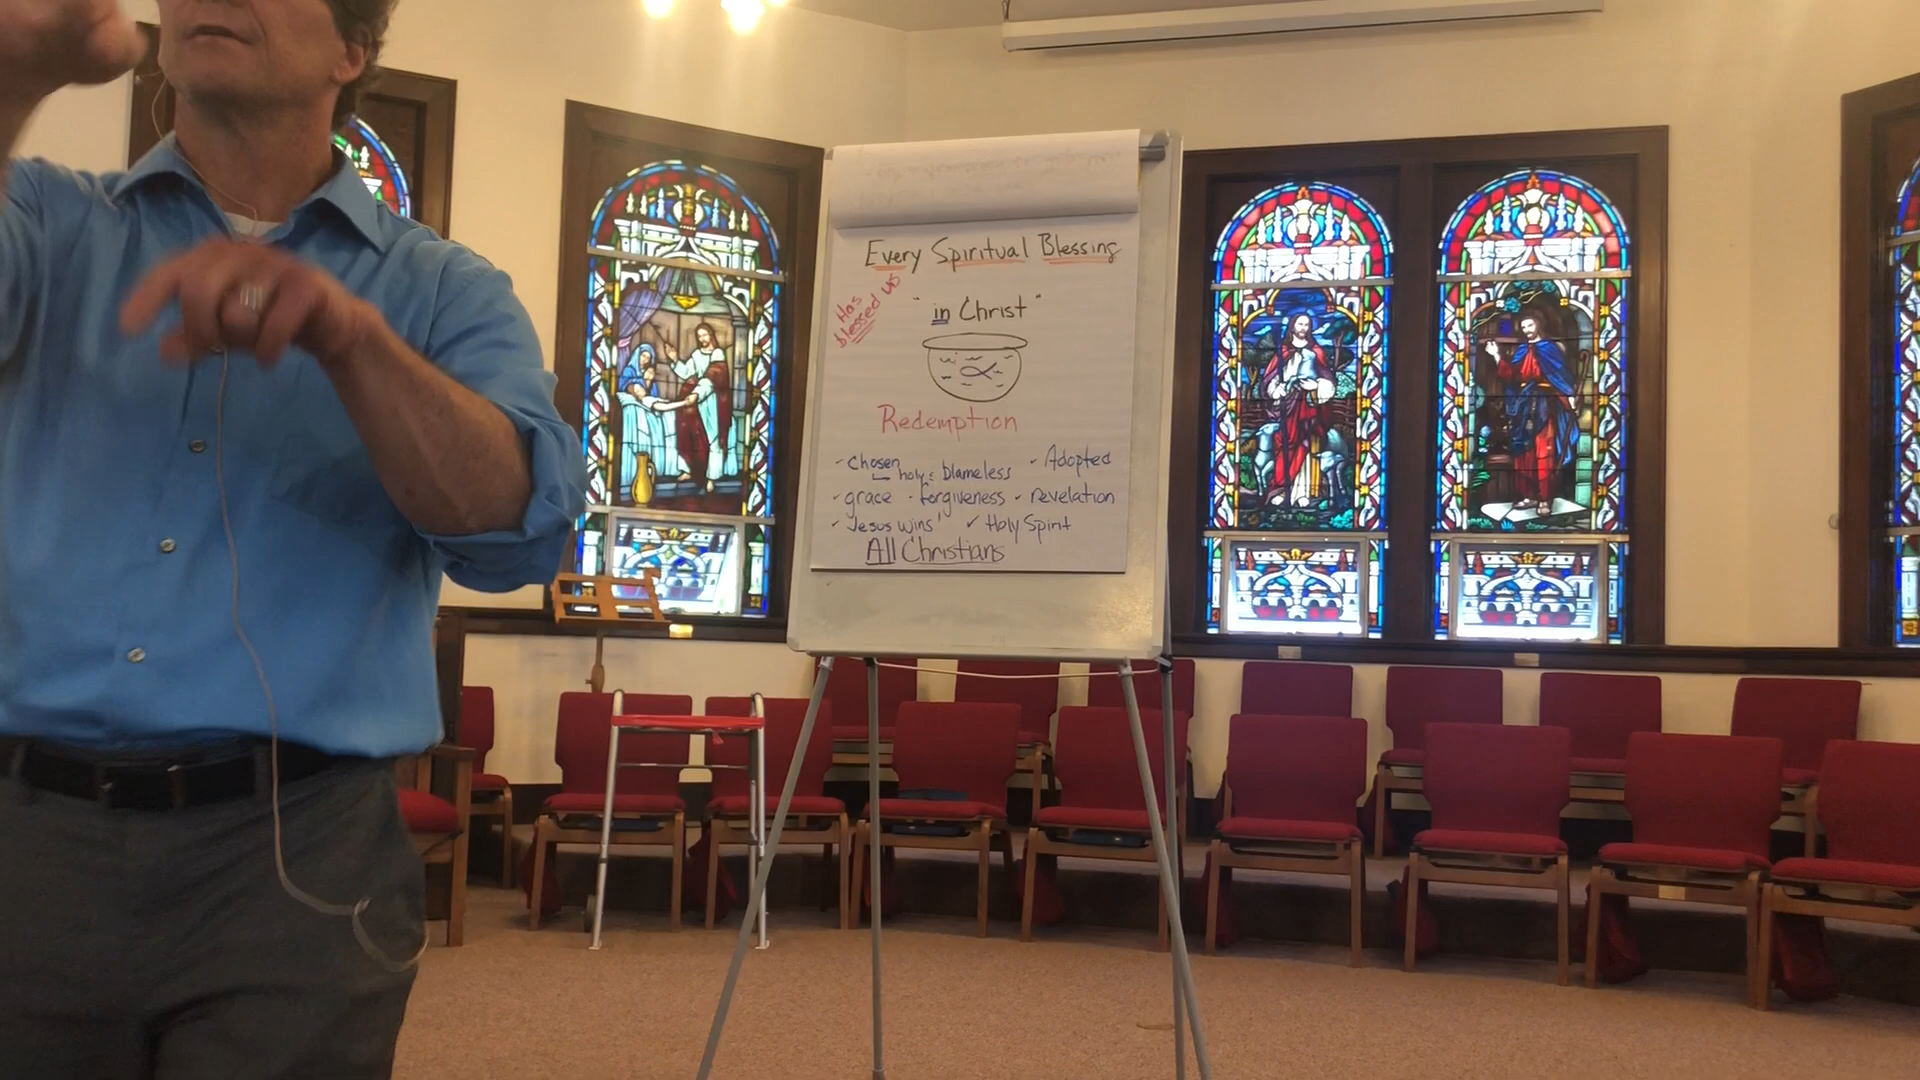 Every Spiritual Blessing
Has
blessed us
"in Christ"
Redemption
- Chosen
holy & blameless
- Adopted
- grace - forgiveness - revelation
- Jesus wins! ✓ Holy Spirit
All Christians